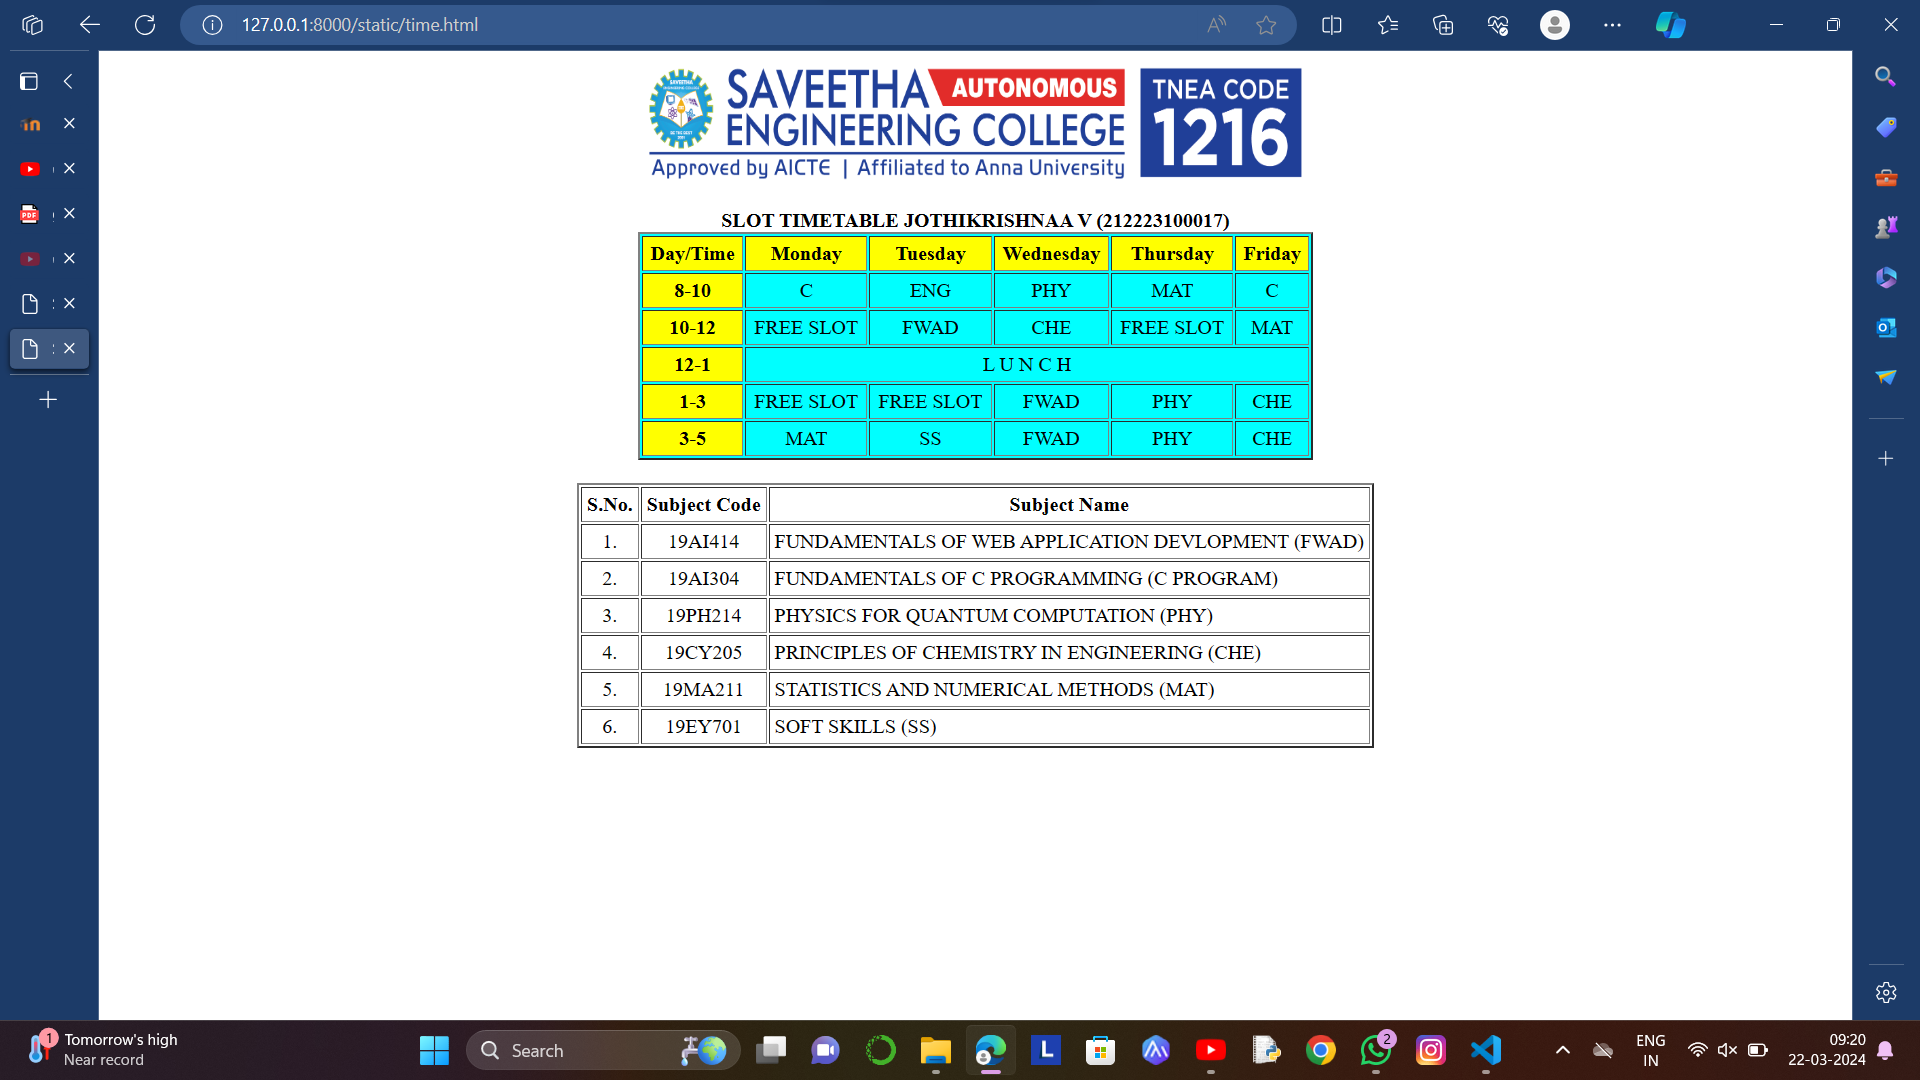 127.0.0.1:8000/static/time.html
SAVEETHA AUTONOMOUS
ENGINEERING COLLEGE
Approved by AICTE | Affiliated to Anna University
TNEA CODE
1216
SLOT TIMETABLE JOTHIKRISHNAA V (212223100017)
Day/Time Monday Tuesday Wednesday Thursday Friday
8-10 C ENG PHY MAT C
10-12 FREE SLOT FWAD CHE FREE SLOT MAT
12-1 L U N C H
1-3 FREE SLOT FREE SLOT FWAD PHY CHE
3-5 MAT SS FWAD PHY CHE
S.No. Subject Code Subject Name
1. 19AI414 FUNDAMENTALS OF WEB APPLICATION DEVLOPMENT (FWAD)
2. 19AI304 FUNDAMENTALS OF C PROGRAMMING (C PROGRAM)
3. 19PH214 PHYSICS FOR QUANTUM COMPUTATION (PHY)
4. 19CY205 PRINCIPLES OF CHEMISTRY IN ENGINEERING (CHE)
5. 19MA211 STATISTICS AND NUMERICAL METHODS (MAT)
6. 19EY701 SOFT SKILLS (SS)
1
Tomorrow's high
Near record
Search
L
2
ENG
IN
09:20
22-03-2024